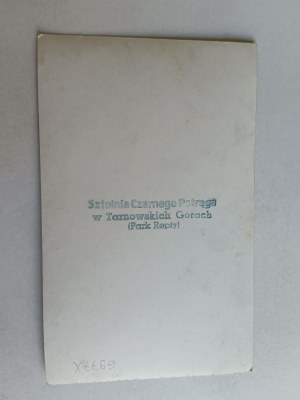 Sztolnia Czarnego Pstrąga
w Tarnowskich Górach
(Park Repty)